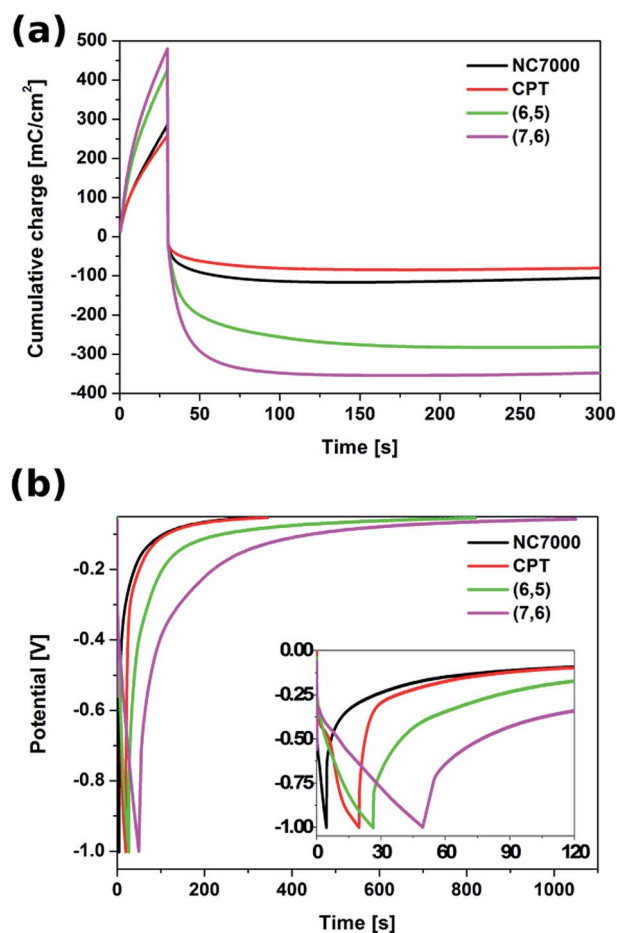 (a)
Cumulative charge [mC/cm²]
500
400
300
200
100
0
-100
-200
-300
-400
0 50 100 150 200 250 300
Time [s]
NC7000
CPT
(6,5)
(7,6)
(b)
Potential [V]
-0.2
-0.4
-0.6
-0.8
-1.0
0 200 400 600 800 1000
Time [s]
NC7000
CPT
(6,5)
(7,6)
0.00
-0.25
-0.50
-0.75
-1.00
0 30 60 90 120